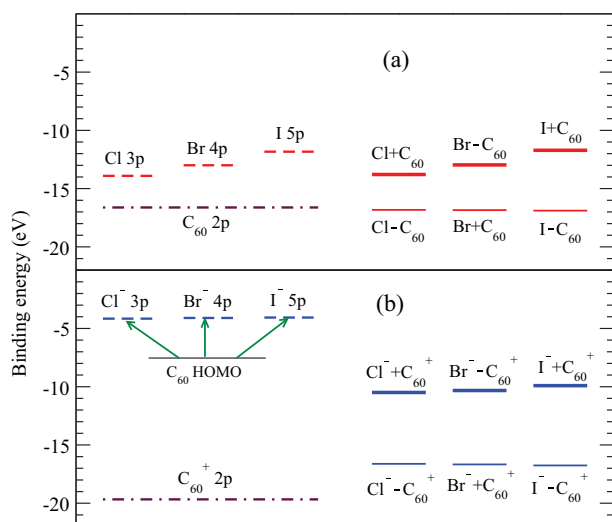 Binding energy (eV)
-5
-10
-15
-20
(a)
Cl 3p
Br 4p
I 5p
C60 2p
Cl+C60
Br−C60
I+C60
Cl−C60
Br+C60
I−C60
-5
-10
-15
-20
(b)
Cl⁻ 3p
Br⁻ 4p
I⁻ 5p
C60 HOMO
C60⁺ 2p
Cl⁻+C60⁺
Br⁻−C60⁺
I⁻+C60⁺
Cl⁻−C60⁺
Br⁻+C60⁺
I⁻−C60⁺